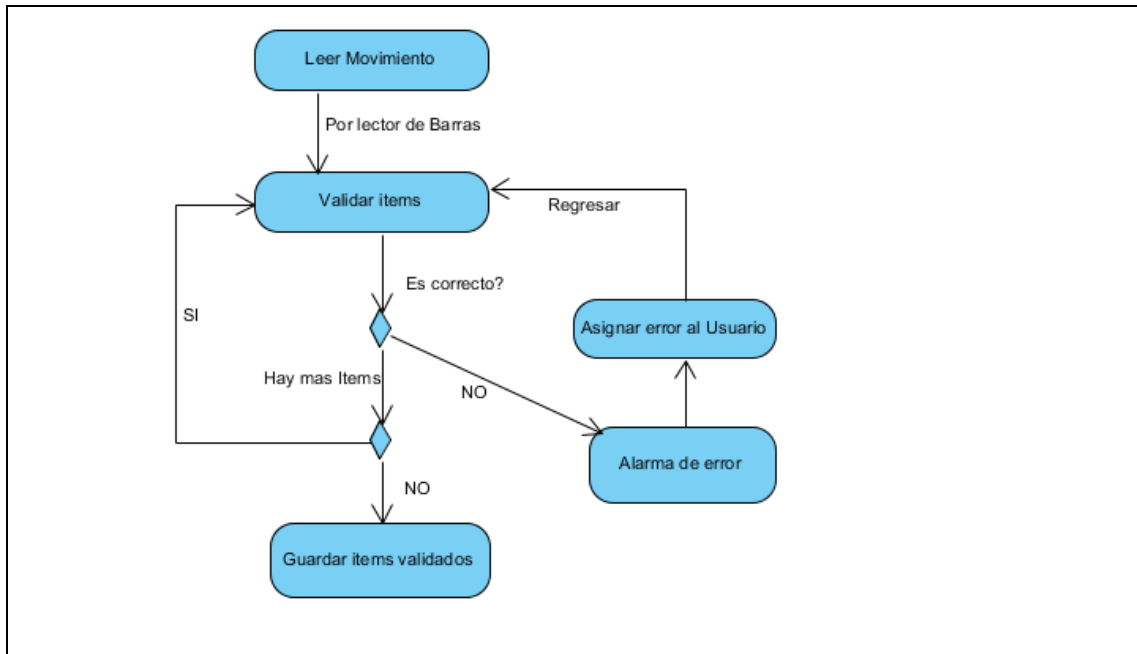 Leer Movimiento
Por lector de Barras
Validar items
Regresar
Es correcto?
SI
Asignar error al Usuario
Hay mas Items
NO
Alarma de error
NO
Guardar items validados